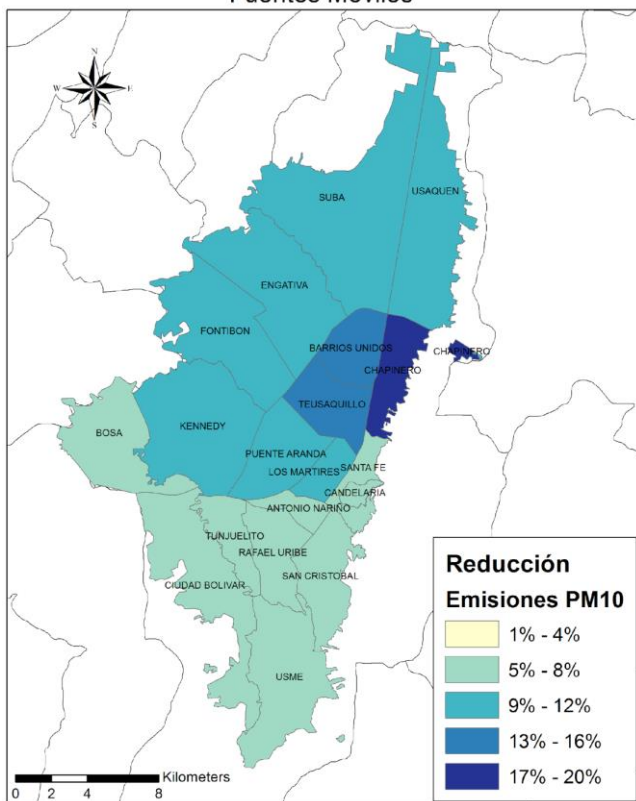 Fuentes Móviles
N
W E
S
SUBA
USAQUEN
ENGATIVA
FONTIBON
BARRIOS UNIDOS
CHAPINERO
CHAPINERO
TEUSAQUILLO
BOSA
KENNEDY
PUENTE ARANDA
LOS MARTIRES
SANTA FE
CANDELARIA
ANTONIO NARIÑO
TUNJUELITO
RAFAEL URIBE
SAN CRISTOBAL
CIUDAD BOLIVAR
USME
Reducción
Emisiones PM10
1% - 4%
5% - 8%
9% - 12%
13% - 16%
17% - 20%
Kilometers
0 2 4 8